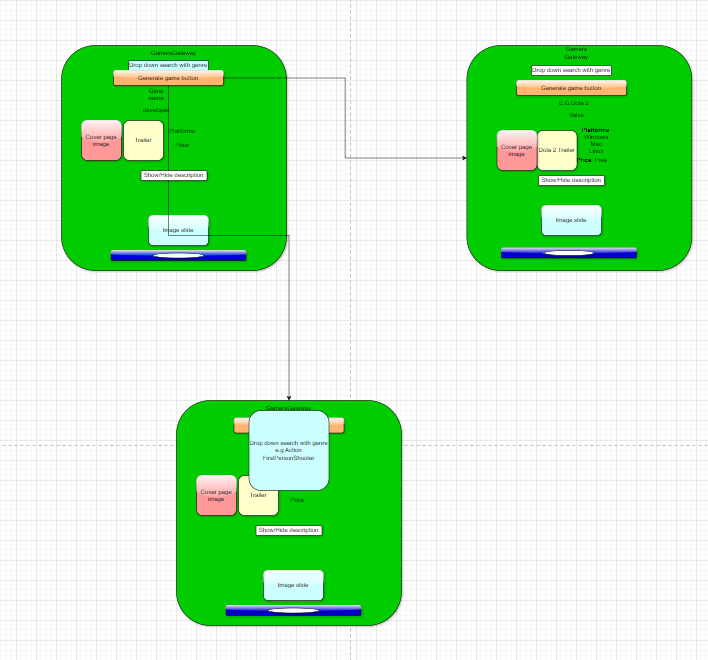 GamersGateway
Drop down search with genre
Generate game button
Game
name
developer
Cover page
image
Trailer
Platforms
Price
Show/Hide description
Image slide
Gamers
Gateway
Drop down search with genre
Generate game button
E.G Dota 2
Valve
Cover page
image
Dota 2 Trailer
Platforms
Windows
Mac
Linux
Price: Free
Show/Hide description
Image slide
GamersGateway
Drop down search with genre
e.g Action
FirstPersonShooter
Cover page
image
Trailer
Price
Show/Hide description
Image slide